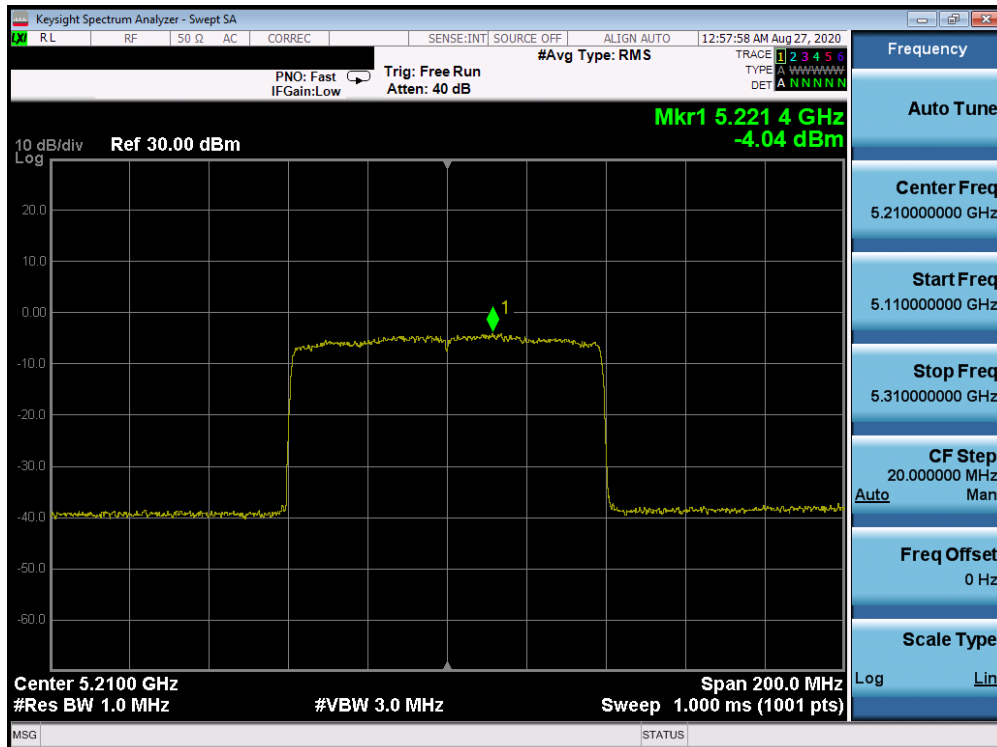 Keysight Spectrum Analyzer - Swept SA
LXI RL RF 50 Ω AC CORREC SENSE:INT SOURCE OFF ALIGN AUTO 12:57:58 AM Aug 27, 2020
#Avg Type: RMS
TRACE 1 2 3 4 5 6
PNO: Fast Trig: Free Run
TYPE A WWWWW
IFGain:Low Atten: 40 dB
DET A N N N N N
Mkr1 5.221 4 GHz
-4.04 dBm
10 dB/div Ref 30.00 dBm
Log
20.0
10.0
0.00
1
-10.0
-20.0
-30.0
-40.0
-50.0
-60.0
Center 5.2100 GHz Span 200.0 MHz
#Res BW 1.0 MHz #VBW 3.0 MHz Sweep 1.000 ms (1001 pts)
MSG STATUS
Frequency
Auto Tune
Center Freq
5.210000000 GHz
Start Freq
5.110000000 GHz
Stop Freq
5.310000000 GHz
CF Step
20.000000 MHz
Auto Man
Freq Offset
0 Hz
Scale Type
Log Lin